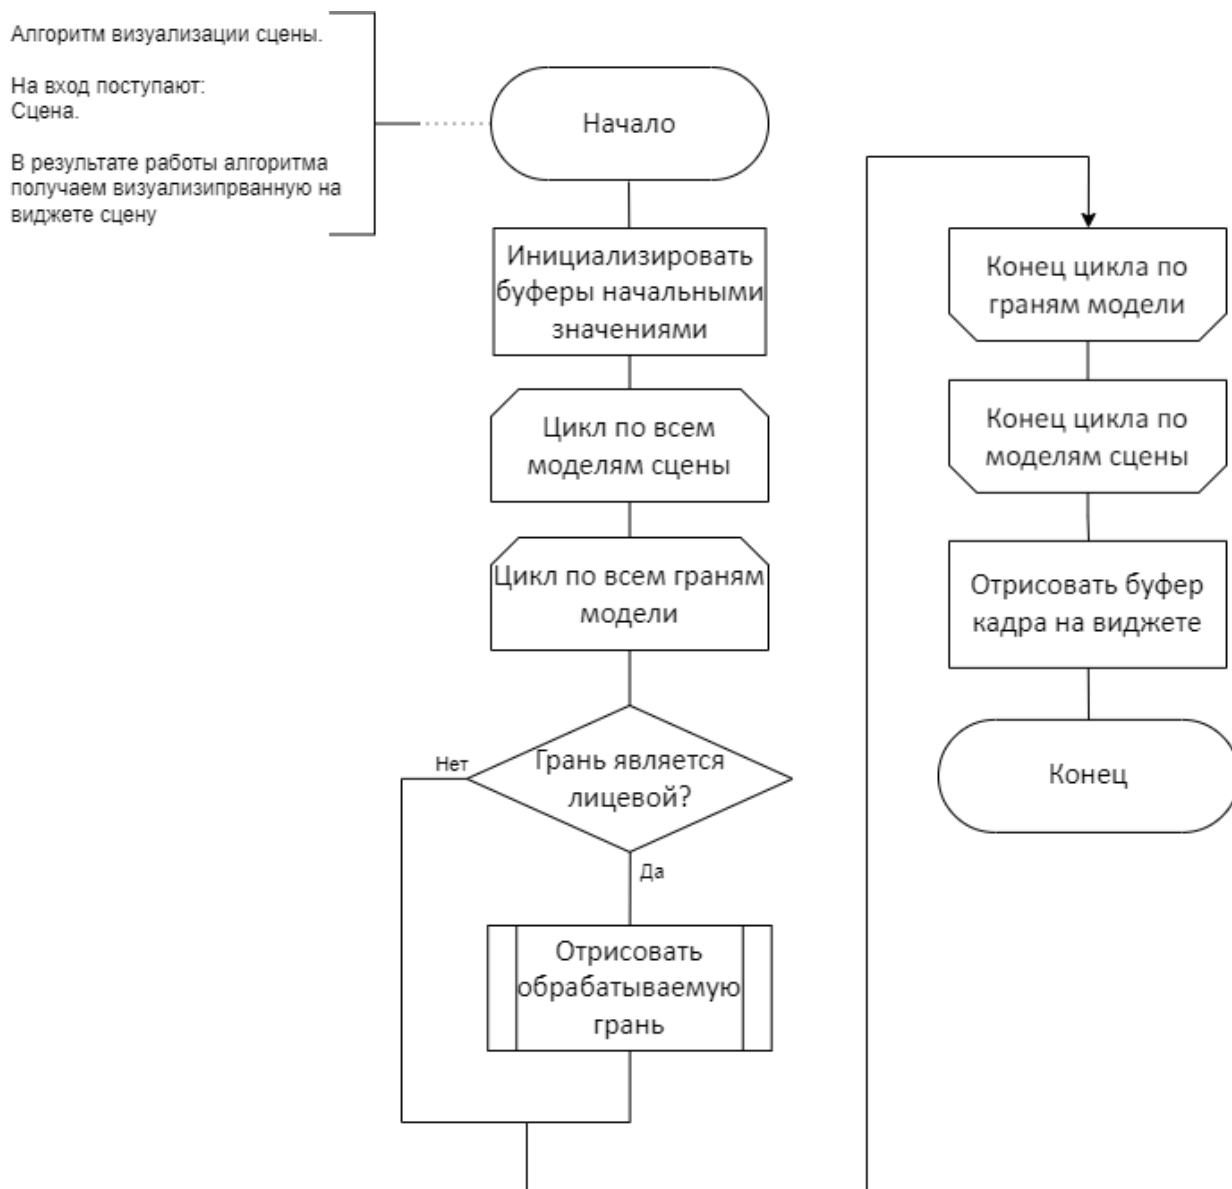 Алгоритм визуализации сцены.
На вход поступают:
Сцена.
В результате работы алгоритма
получаем визуализипрванную на
виджете сцену
Начало
Инициализировать
буферы начальными
значениями
Цикл по всем
моделям сцены
Цикл по всем граням
модели
Грань является
лицевой?
Нет
Да
Отрисовать
обрабатываемую
грань
Конец цикла по
граням модели
Конец цикла по
моделям сцены
Отрисовать буфер
кадра на виджете
Конец